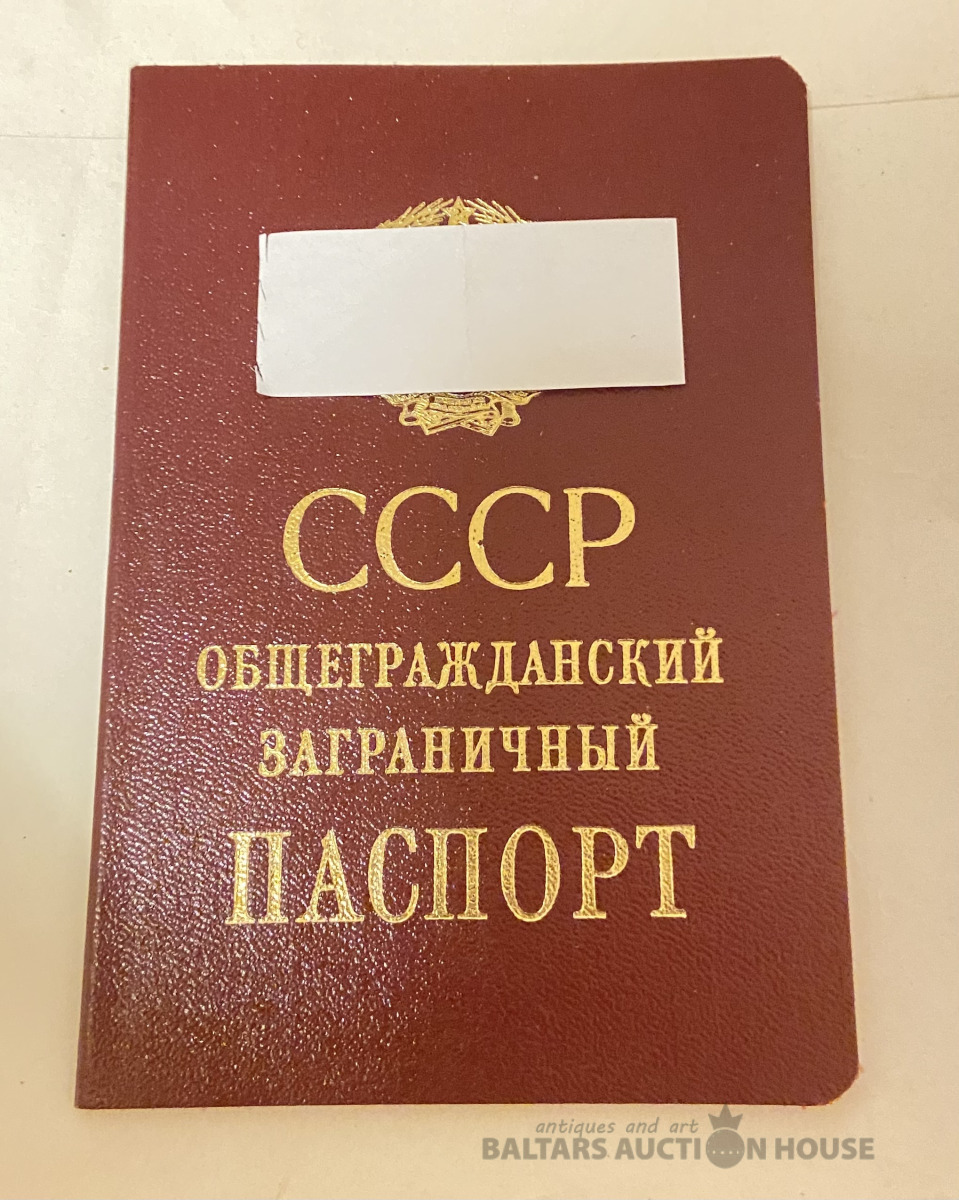 СССР
ОБЩЕГРАЖДАНСКИЙ
ЗАГРАНИЧНЫЙ
ПАСПОРТ
antiques and art
BALTARS AUCTION HOUSE